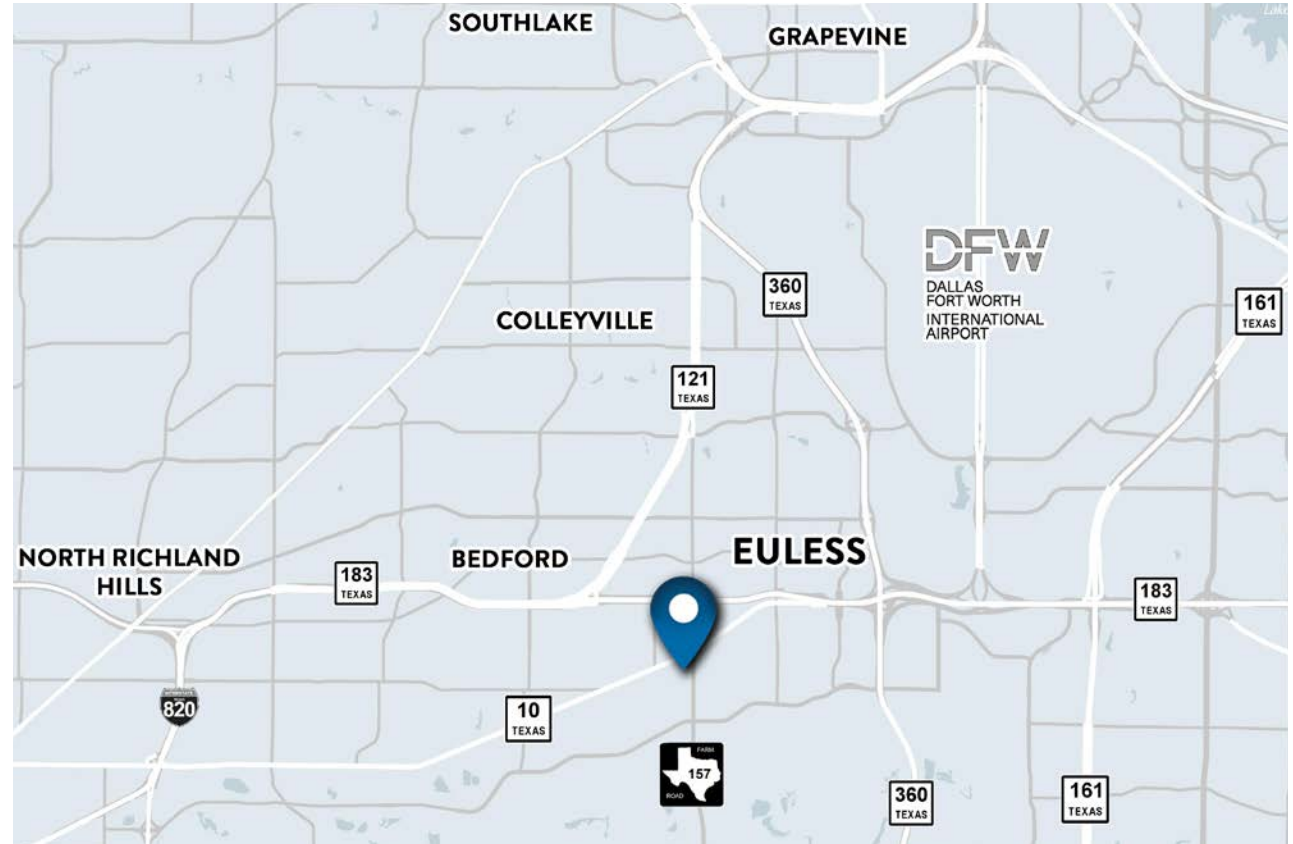 Lake
SOUTHLAKE
GRAPEVINE
DFW
DALLAS
FORT WORTH
INTERNATIONAL
AIRPORT
360
TEXAS
161
TEXAS
COLLEYVILLE
121
TEXAS
NORTH RICHLAND
HILLS
BEDFORD
EULESS
183
TEXAS
183
TEXAS
820
10
TEXAS
FARM
157
ROAD
360
TEXAS
161
TEXAS